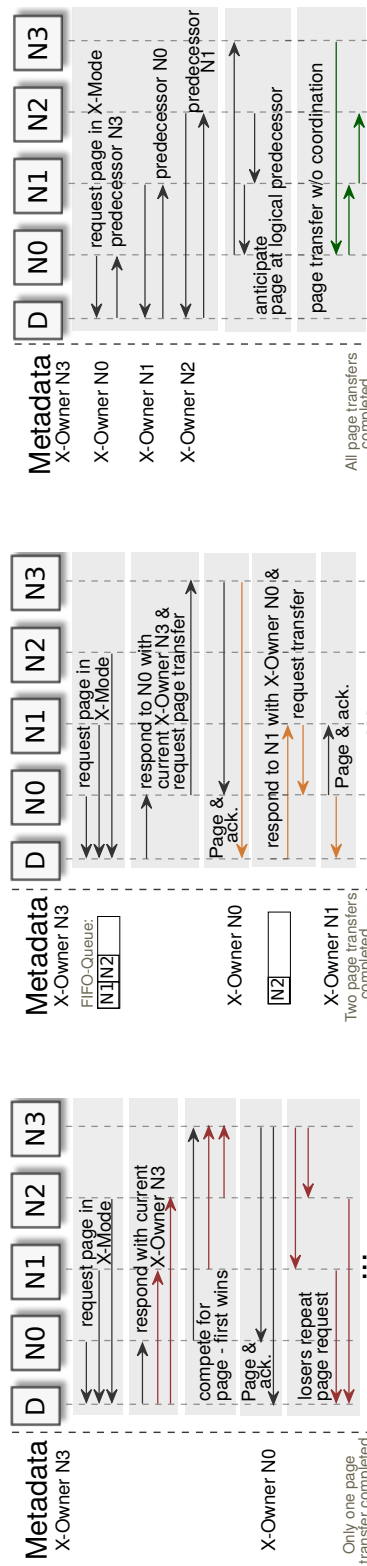 Metadata
X-Owner N3
D
N0
N1
N2
N3
request page in
X-Mode
respond with current
X-Owner N3
compete for
page - first wins
Page &
ack.
X-Owner N0
losers repeat
page request
Only one page
transfer completed
...
Metadata
X-Owner N3
D
N0
N1
N2
N3
FIFO-Queue:
N1
N2
request page in
X-Mode
respond to N0 with
current X-Owner N3 &
request page transfer
Page &
ack.
X-Owner N0
N2
respond to N1 with X-Owner N0 &
request transfer
X-Owner N1
Page & ack.
Two page transfers
completed
Metadata
X-Owner N3
D
N0
N1
N2
N3
request page in X-Mode
predecessor N3
X-Owner N0
predecessor N0
X-Owner N1
predecessor
N1
X-Owner N2
anticipate
page at logical predecessor
page transfer w/o coordination
All page transfers
completed